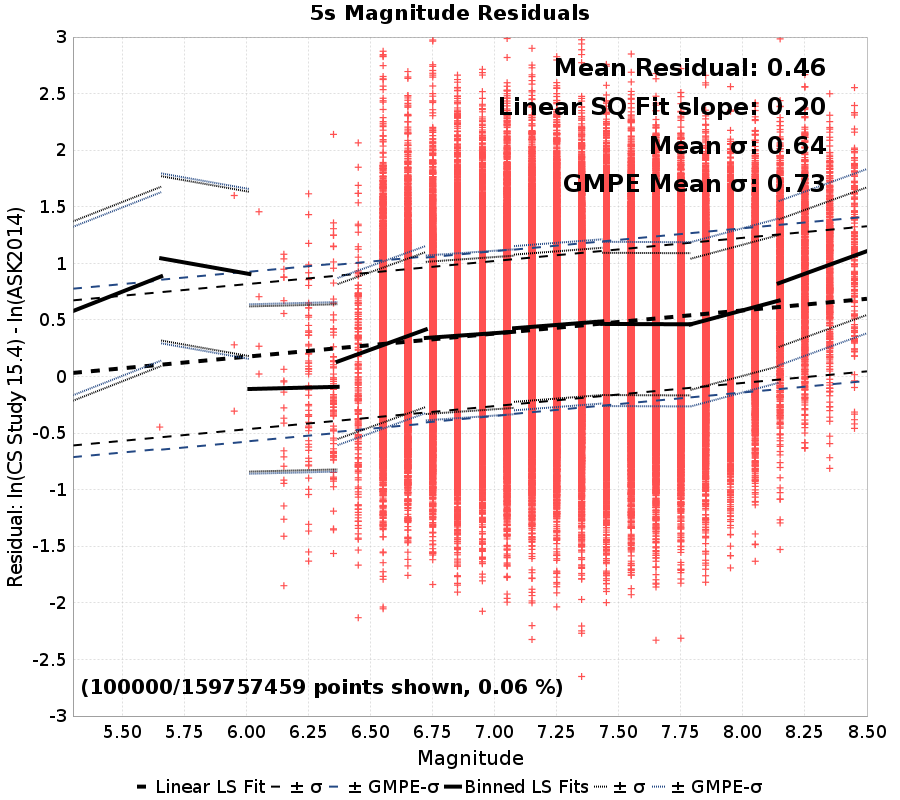 5s Magnitude Residuals
Mean Residual: 0.46
Linear SQ Fit slope: 0.20
Mean σ: 0.64
GMPE Mean σ: 0.73
Residual: ln(CS Study 15.4) - ln(ASK2014)
3
2.5
2
1.5
1
0.5
0
-0.5
-1
-1.5
-2
-2.5
-3
(100000/159757459 points shown, 0.06 %)
5.50 5.75 6.00 6.25 6.50 6.75 7.00 7.25 7.50 7.75 8.00 8.25 8.50
Magnitude
Linear LS Fit ± σ ± GMPE-σ Binned LS Fits ± σ ± GMPE-σ